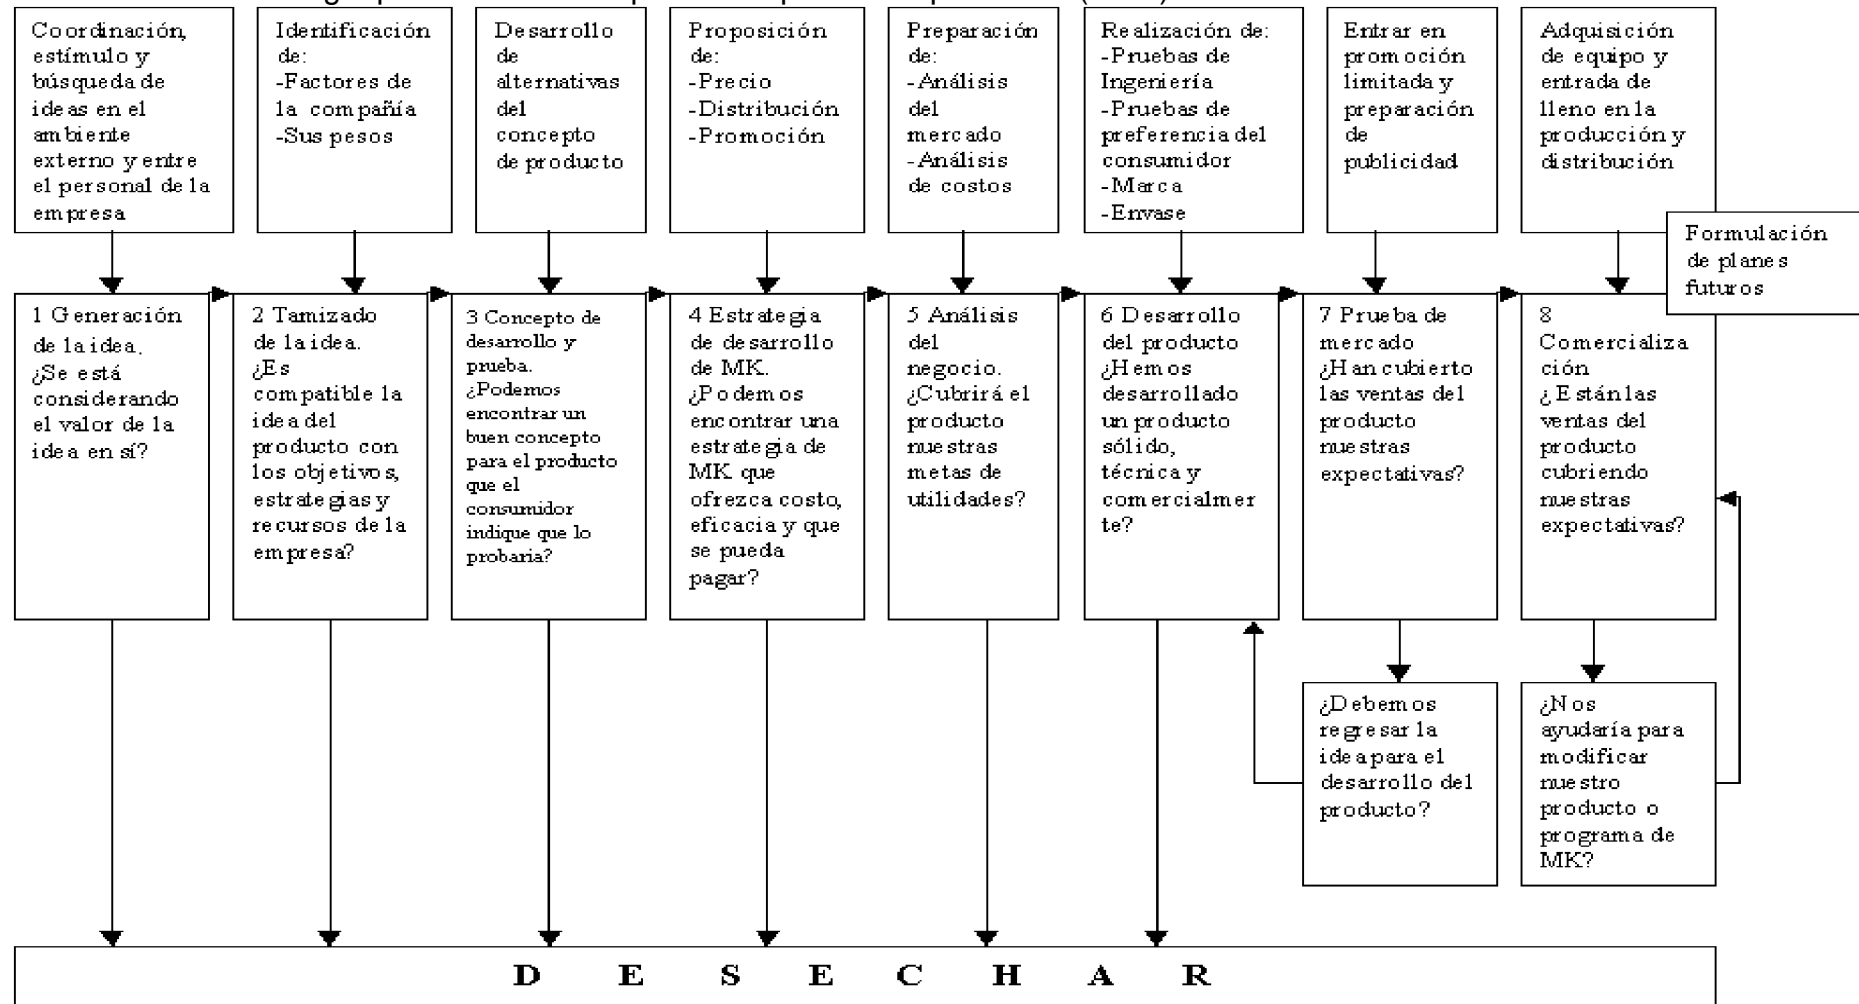 Coordinación,
estímulo y
búsqueda de
ideas en el
ambiente
externo y entre
el personal de la
empresa
Identificación
de:
-Factores de
la compañía
-Sus pesos
Desarrollo
de
alternativas
del
concepto
de producto
Proposición
de:
-Precio
-Distribución
-Promoción
Preparación
de:
-Análisis
del
mercado
-Análisis
de costos
Realización de:
-Pruebas de
Ingeniería
-Pruebas de
preferencia del
consumidor
-Marca
-Envase
Entrar en
promoción
limitada y
preparación
de
publicidad
Adquisición
de equipo y
entrada de
lleno en la
producción y
distribución
Formulación
de planes
futuros
1 Generación
de la idea.
¿Se está
considerando
el valor de la
idea en sí?
2 Tamizado
de la idea.
¿Es
compatible la
idea del
producto con
los objetivos,
estrategias y
recursos de la
empresa?
3 Concepto de
desarrollo y
prueba.
¿Podemos
encontrar un
buen concepto
para el producto
que el
consumidor
indique que lo
probaria?
4 Estrategia
de desarrollo
de MK.
¿Podemos
encontrar una
estrategia de
MK que
ofrezca costo,
eficacia y que
se pueda
pagar?
5 Análisis
del
negocio.
¿Cubrirá el
producto
nuestras
metas de
utilidades?
6 Desarrollo
del producto
¿Hemos
desarrollado
un producto
sólido,
técnica y
comercialmer
te?
7 Prueba de
mercado
¿Han cubierto
las ventas del
producto
nuestras
expectativas?
8
Comercializa
ción
¿Están las
ventas del
producto
cubriendo
nuestras
expectativas?
¿Debemos
regresar la
idea para el
desarrollo del
producto?
¿Nos
ayudaría para
modificar
nuestro
producto o
programa de
MK?
D E S E C H A R